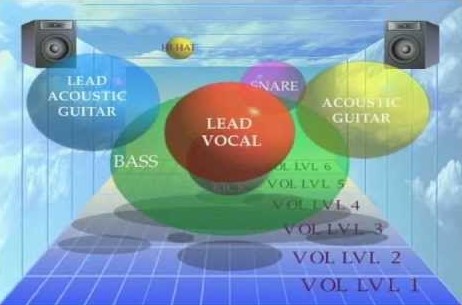 HI HAT
LEAD
ACOUSTIC
GUITAR
SNARE
ACOUSTIC
GUITAR
LEAD
VOCAL
BASS
KICK
VOL LVL 6
VOL LVL 5
VOL LVL 4
VOL LVL 3
VOL LVL 2
VOL LVL 1